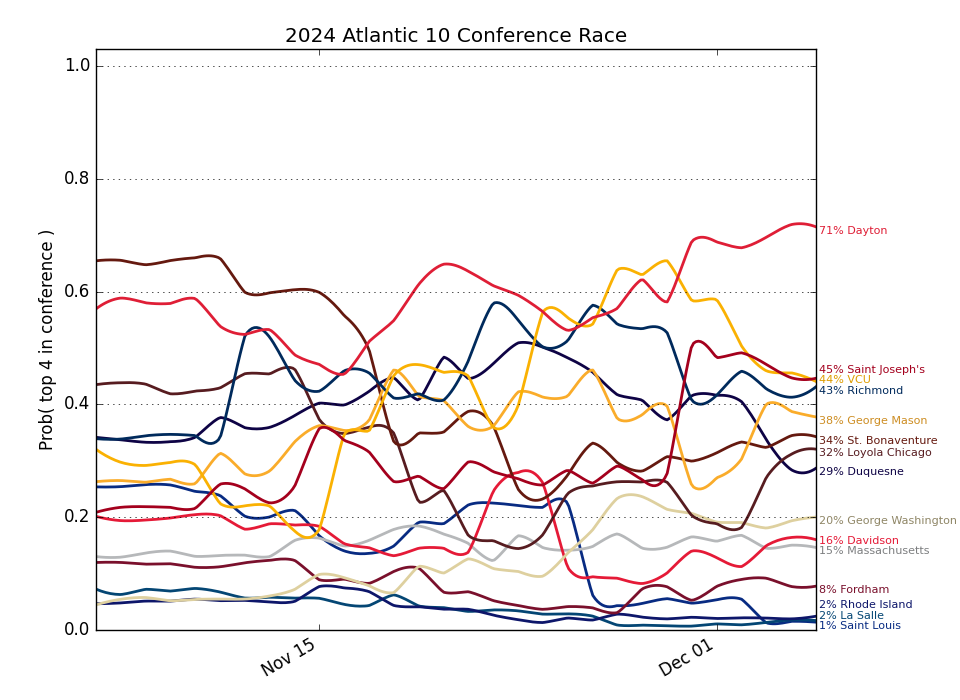 2024 Atlantic 10 Conference Race
Prob( top 4 in conference )
1.0
0.8
0.6
0.4
0.2
0.0
Nov 15
Dec 01
71% Dayton
45% Saint Joseph's
44% VCU
43% Richmond
38% George Mason
34% St. Bonaventure
32% Loyola Chicago
29% Duquesne
20% George Washington
16% Davidson
15% Massachusetts
8% Fordham
2% Rhode Island
2% La Salle
1% Saint Louis